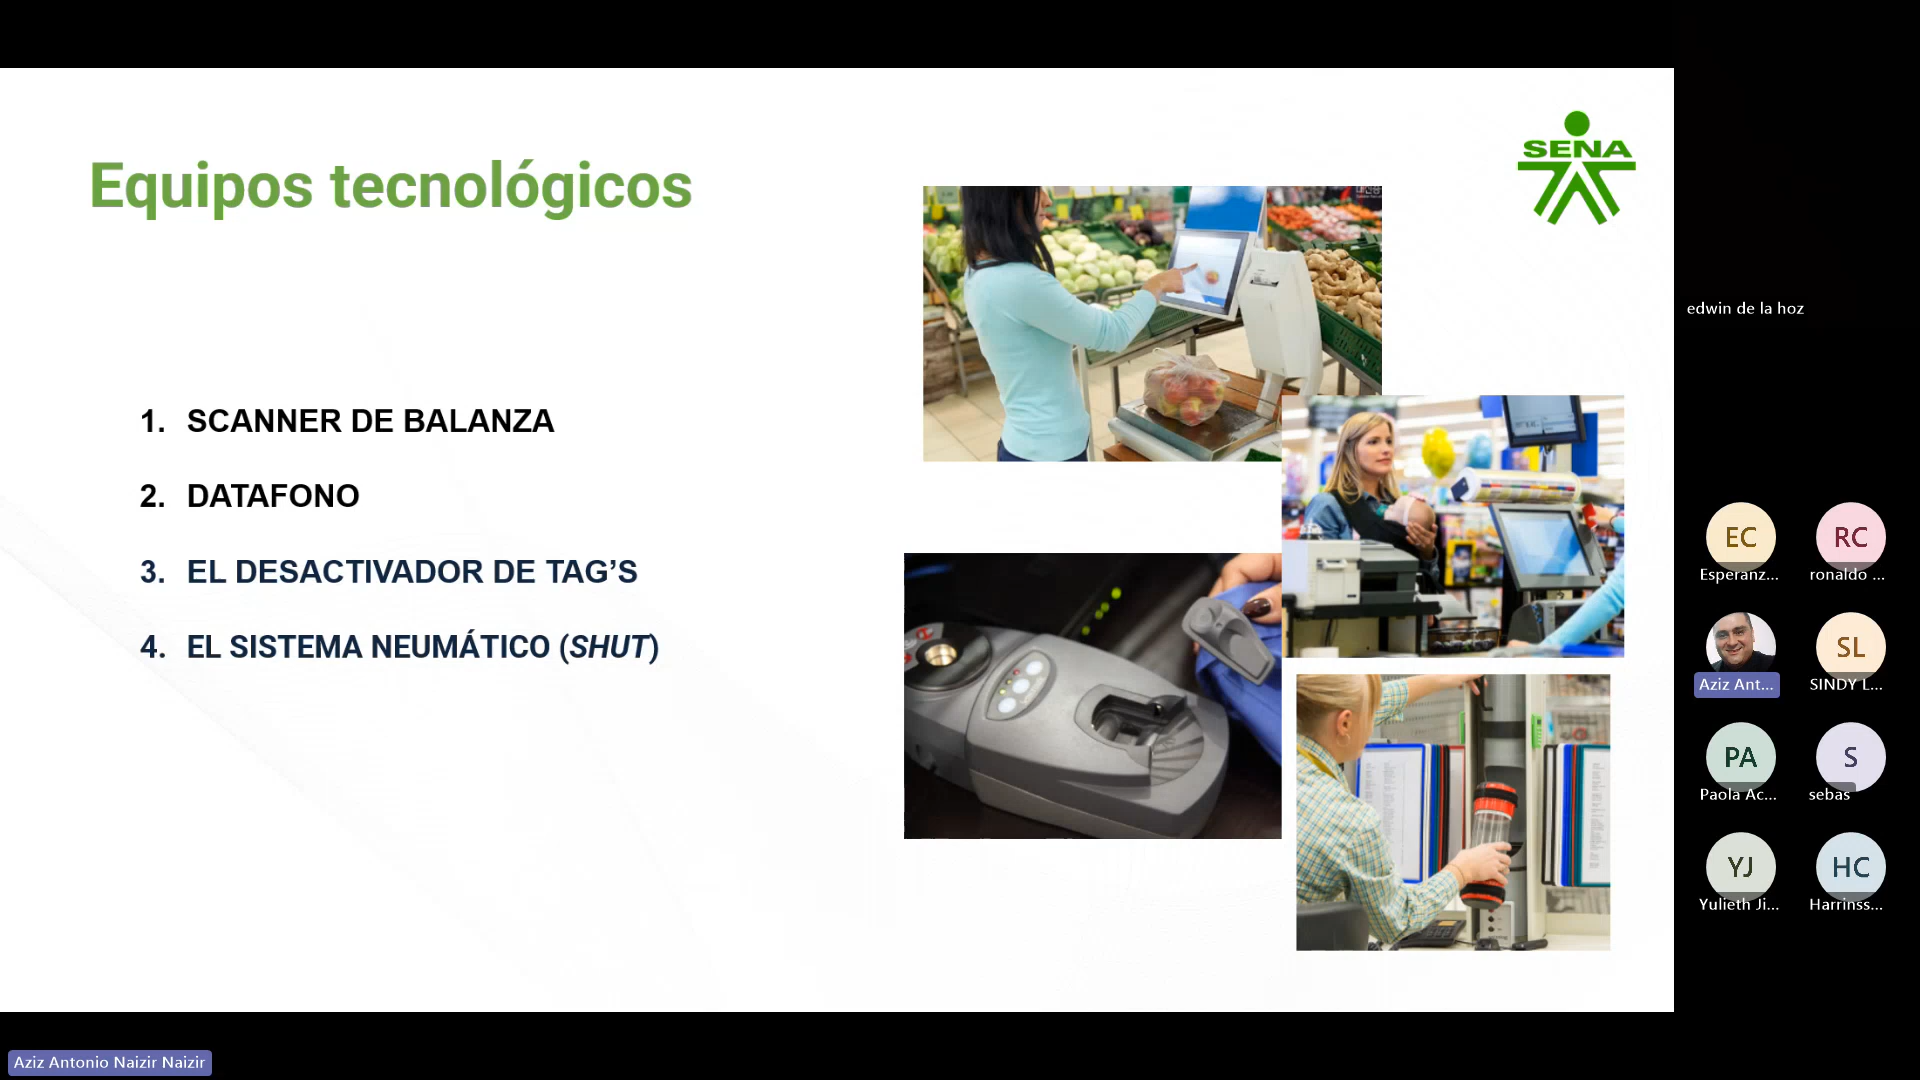 Equipos tecnológicos
SENA
1. SCANNER DE BALANZA
2. DATAFONO
3. EL DESACTIVADOR DE TAG’S
4. EL SISTEMA NEUMÁTICO (SHUT)
edwin de la hoz
EC
RC
Esperanz...
ronaldo ...
SL
Aziz Ant...
SINDY L...
PA
S
Paola Ac...
sebas
YJ
HC
Yulieth Ji...
Harrinss...
Aziz Antonio Naizir Naizir